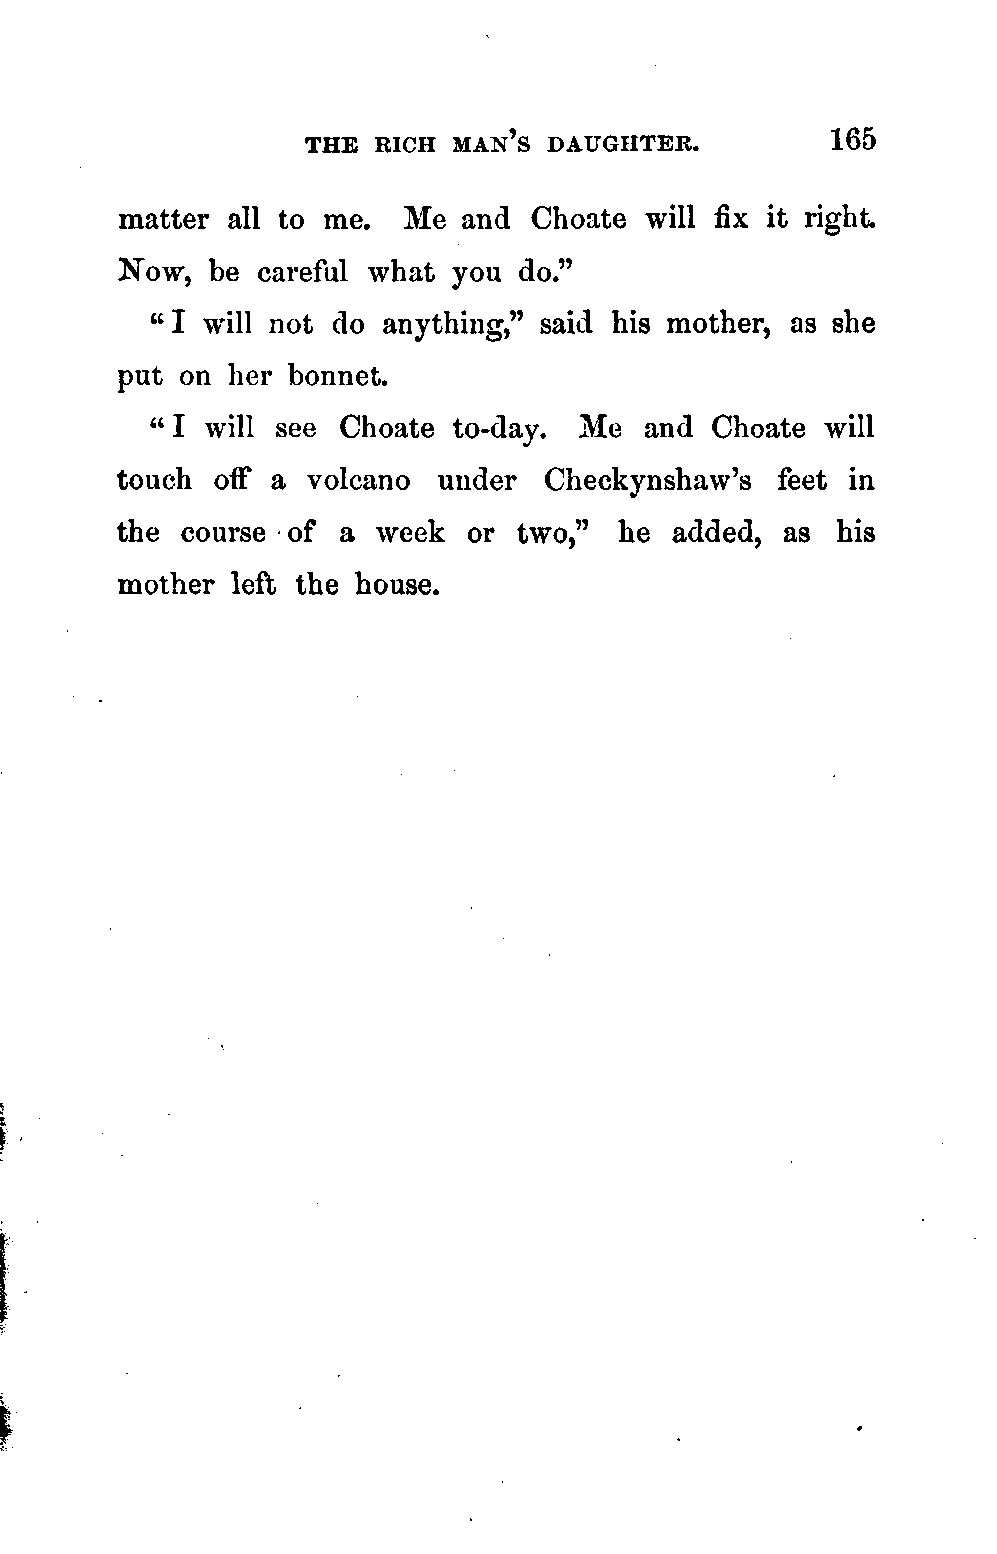 THE RICH MAN'S DAUGHTER. 165
matter all to me. Me and Choate will fix it right.
Now, be careful what you do."
"I will not do anything," said his mother, as she
put on her bonnet.
"I will see Choate to-day. Me and Choate will
touch off a volcano under Checkynshaw's feet in
the course of a week or two," he added, as his
mother left the house.